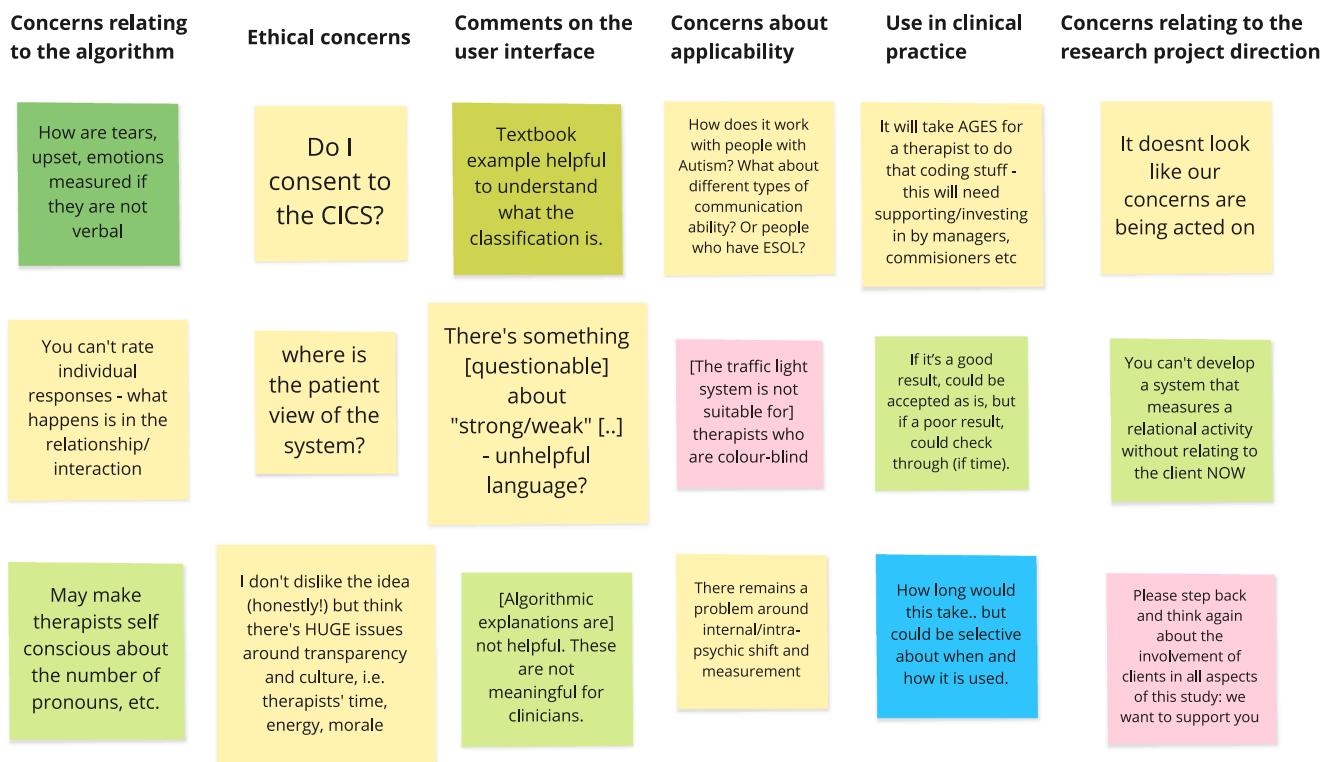 Concerns relating
to the algorithm
Ethical concerns
Comments on the
user interface
Concerns about
applicability
Use in clinical
practice
Concerns relating to the
research project direction
How are tears,
upset, emotions
measured if
they are not
verbal
Do I
consent to
the CICS?
Textbook
example helpful
to understand
what the
classification is.
How does it work
with people with
Autism? What about
different types of
communication
ability? Or people
who have ESOL?
It will take AGES for
a therapist to do
that coding stuff -
this will need
supporting/investing
in by managers,
commisioners etc
It doesnt look
like our
concerns are
being acted on
You can't rate
individual
responses - what
happens is in the
relationship/
interaction
where is
the patient
view of the
system?
There's something
[questionable]
about
"strong/weak" [..]
- unhelpful
language?
[The traffic light
system is not
suitable for]
therapists who
are colour-blind
If it's a good
result, could be
accepted as is, but
if a poor result,
could check
through (if time).
You can't develop
a system that
measures a
relational activity
without relating to
the client NOW
May make
therapists self
conscious about
the number of
pronouns, etc.
I don't dislike the idea
(honestly!) but think
there's HUGE issues
around transparency
and culture, i.e.
therapists' time,
energy, morale
[Algorithmic
explanations are]
not helpful. These
are not
meaningful for
clinicians.
There remains a
problem around
internal/intra-
psychic shift and
measurement
How long would
this take.. but
could be selective
about when and
how it is used.
Please step back
and think again
about the
involvement of
clients in all aspects
of this study: we
want to support you